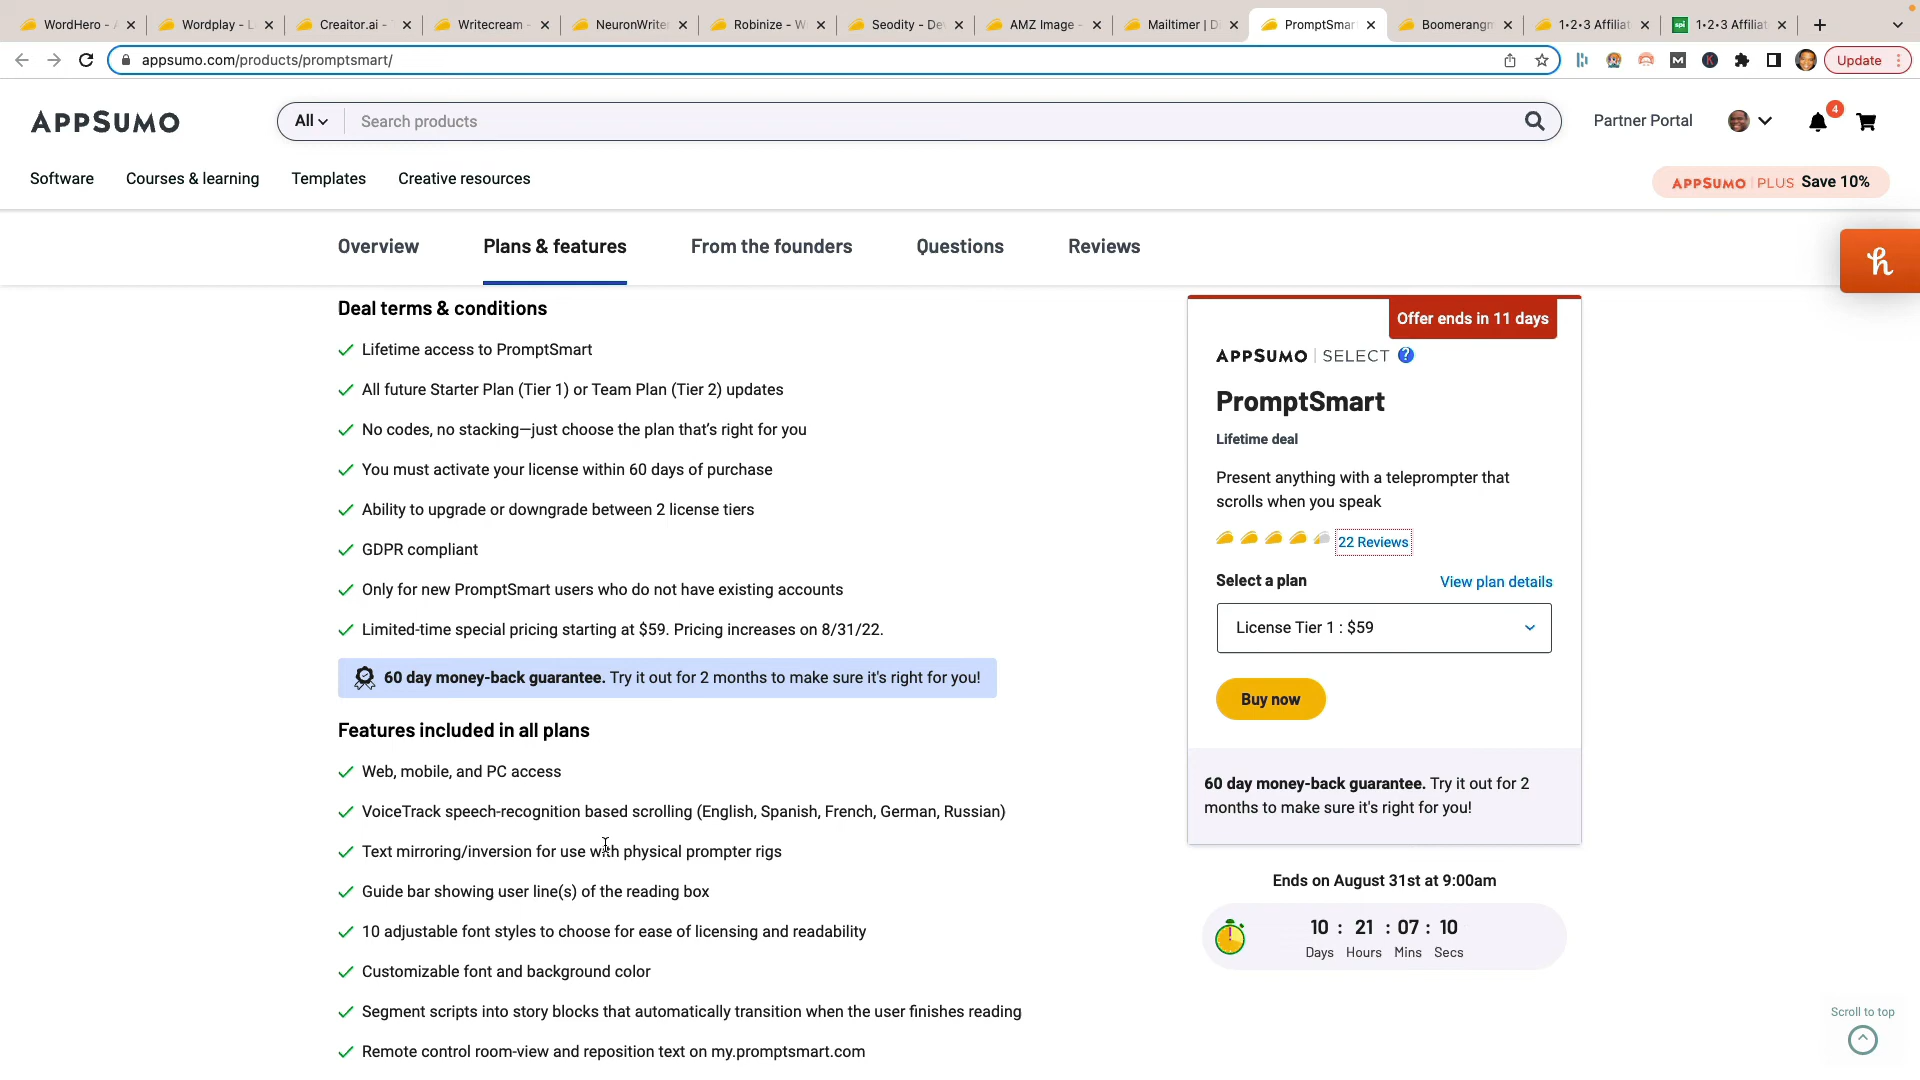 WordHero - A
Wordplay - L
Creaitor.ai -
Writecream -
NeuronWrite
Robinize - W
Seodity - De
AMZ Image -
Mailtimer | D
PromptSmar
Boomerangm
1•2•3 Affiliat
spi 1•2•3 Affiliat
appsumo.com/products/promptsmart/
Update
APPSUMO
All
Search products
Partner Portal
4
Software
Courses & learning
Templates
Creative resources
APPSUMO | PLUS Save 10%
Overview
Plans & features
From the founders
Questions
Reviews
Deal terms & conditions
Lifetime access to PromptSmart
All future Starter Plan (Tier 1) or Team Plan (Tier 2) updates
No codes, no stacking—just choose the plan that's right for you
You must activate your license within 60 days of purchase
Ability to upgrade or downgrade between 2 license tiers
GDPR compliant
Only for new PromptSmart users who do not have existing accounts
Limited-time special pricing starting at $59. Pricing increases on 8/31/22.
60 day money-back guarantee. Try it out for 2 months to make sure it's right for you!
Features included in all plans
Web, mobile, and PC access
VoiceTrack speech-recognition based scrolling (English, Spanish, French, German, Russian)
Text mirroring/inversion for use with physical prompter rigs
Guide bar showing user line(s) of the reading box
10 adjustable font styles to choose for ease of licensing and readability
Customizable font and background color
Segment scripts into story blocks that automatically transition when the user finishes reading
Remote control room-view and reposition text on my.promptsmart.com
Offer ends in 11 days
APPSUMO | SELECT ?
PromptSmart
Lifetime deal
Present anything with a teleprompter that
scrolls when you speak
22 Reviews
Select a plan
View plan details
License Tier 1 : $59
Buy now
60 day money-back guarantee. Try it out for 2
months to make sure it's right for you!
Ends on August 31st at 9:00am
10 : 21 : 07 : 10
Days Hours Mins Secs
h
Scroll to top